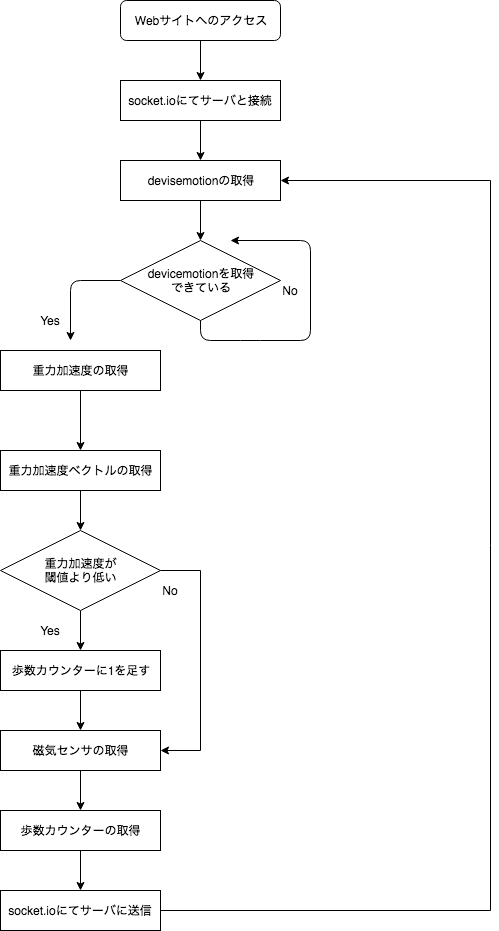 Webサイトへのアクセス
socket.ioにてサーバと接続
devisemotionの取得
devicemotionを取得
できている
No
Yes
重力加速度の取得
重力加速度ベクトルの取得
重力加速度が
閾値より低い
No
Yes
歩数カウンターに1を足す
磁気センサの取得
歩数カウンターの取得
socket.ioにてサーバに送信